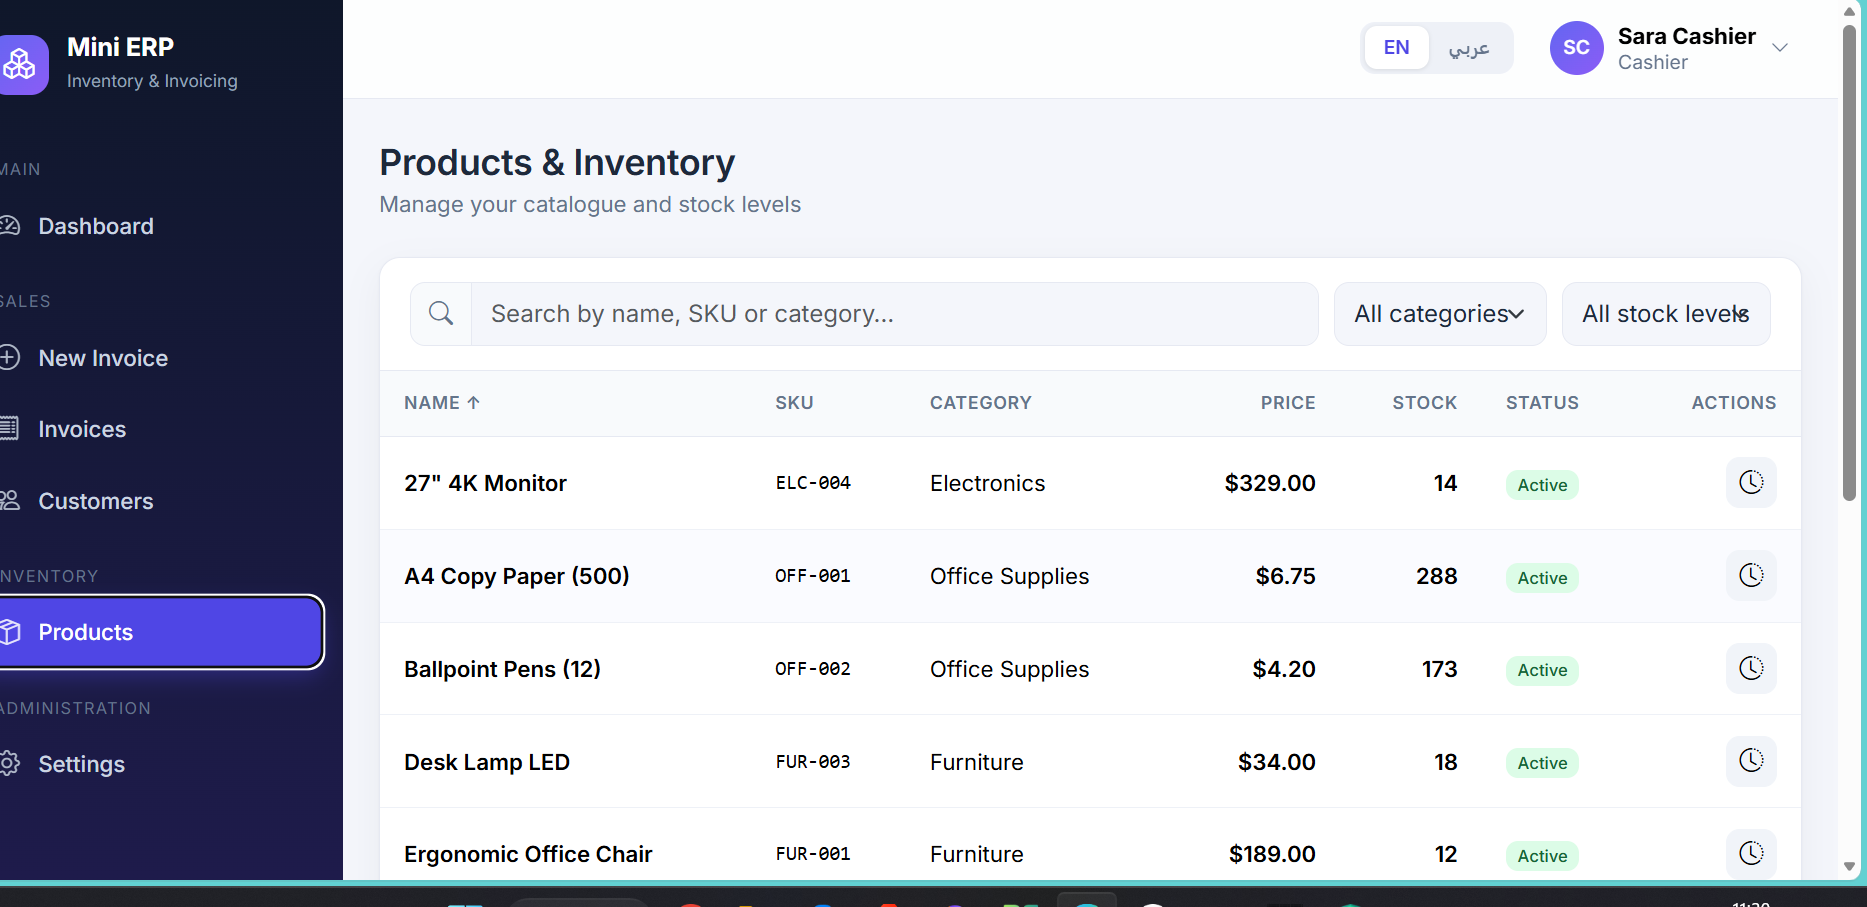 Mini ERP
Inventory & Invoicing
EN
عربي
SC
Sara Cashier
Cashier
MAIN
Dashboard
SALES
New Invoice
Invoices
Customers
INVENTORY
Products
ADMINISTRATION
Settings
Products & Inventory
Manage your catalogue and stock levels
Search by name, SKU or category...
All categories
All stock levels
NAME ↑ SKU CATEGORY PRICE STOCK STATUS ACTIONS
27" 4K Monitor ELC-004 Electronics $329.00 14 Active
A4 Copy Paper (500) OFF-001 Office Supplies $6.75 288 Active
Ballpoint Pens (12) OFF-002 Office Supplies $4.20 173 Active
Desk Lamp LED FUR-003 Furniture $34.00 18 Active
Ergonomic Office Chair FUR-001 Furniture $189.00 12 Active